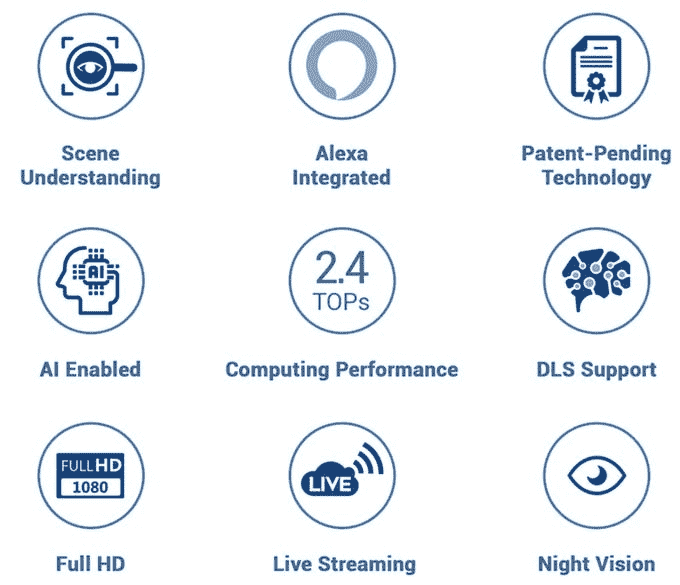 Scene
Understanding
Alexa
Integrated
Patent-Pending
Technology
AI
2.4
TOPs
AI Enabled
Computing Performance
DLS Support
FULL HD
1080
LIVE
Full HD
Live Streaming
Night Vision